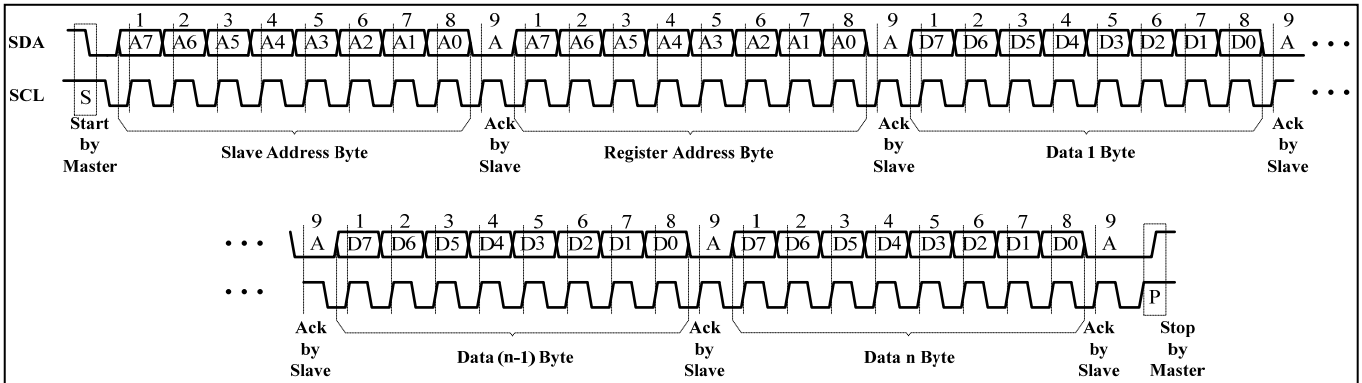 1 2 3 4 5 6 7 8 9 1 2 3 4 5 6 7 8 9 1 2 3 4 5 6 7 8 9
SDA A7 A6 A5 A4 A3 A2 A1 A0 A A7 A6 A5 A4 A3 A2 A1 A0 A D7 D6 D5 D4 D3 D2 D1 D0 A • • •
SCL S • • •
Start by Master
Slave Address Byte
Ack by Slave
Register Address Byte
Ack by Slave
Data 1 Byte
Ack by Slave
9 1 2 3 4 5 6 7 8 9 1 2 3 4 5 6 7 8 9
• • • A D7 D6 D5 D4 D3 D2 D1 D0 A D7 D6 D5 D4 D3 D2 D1 D0 A
• • • P
Ack by Slave
Data (n-1) Byte
Ack by Slave
Data n Byte
Ack by Slave
Stop by Master